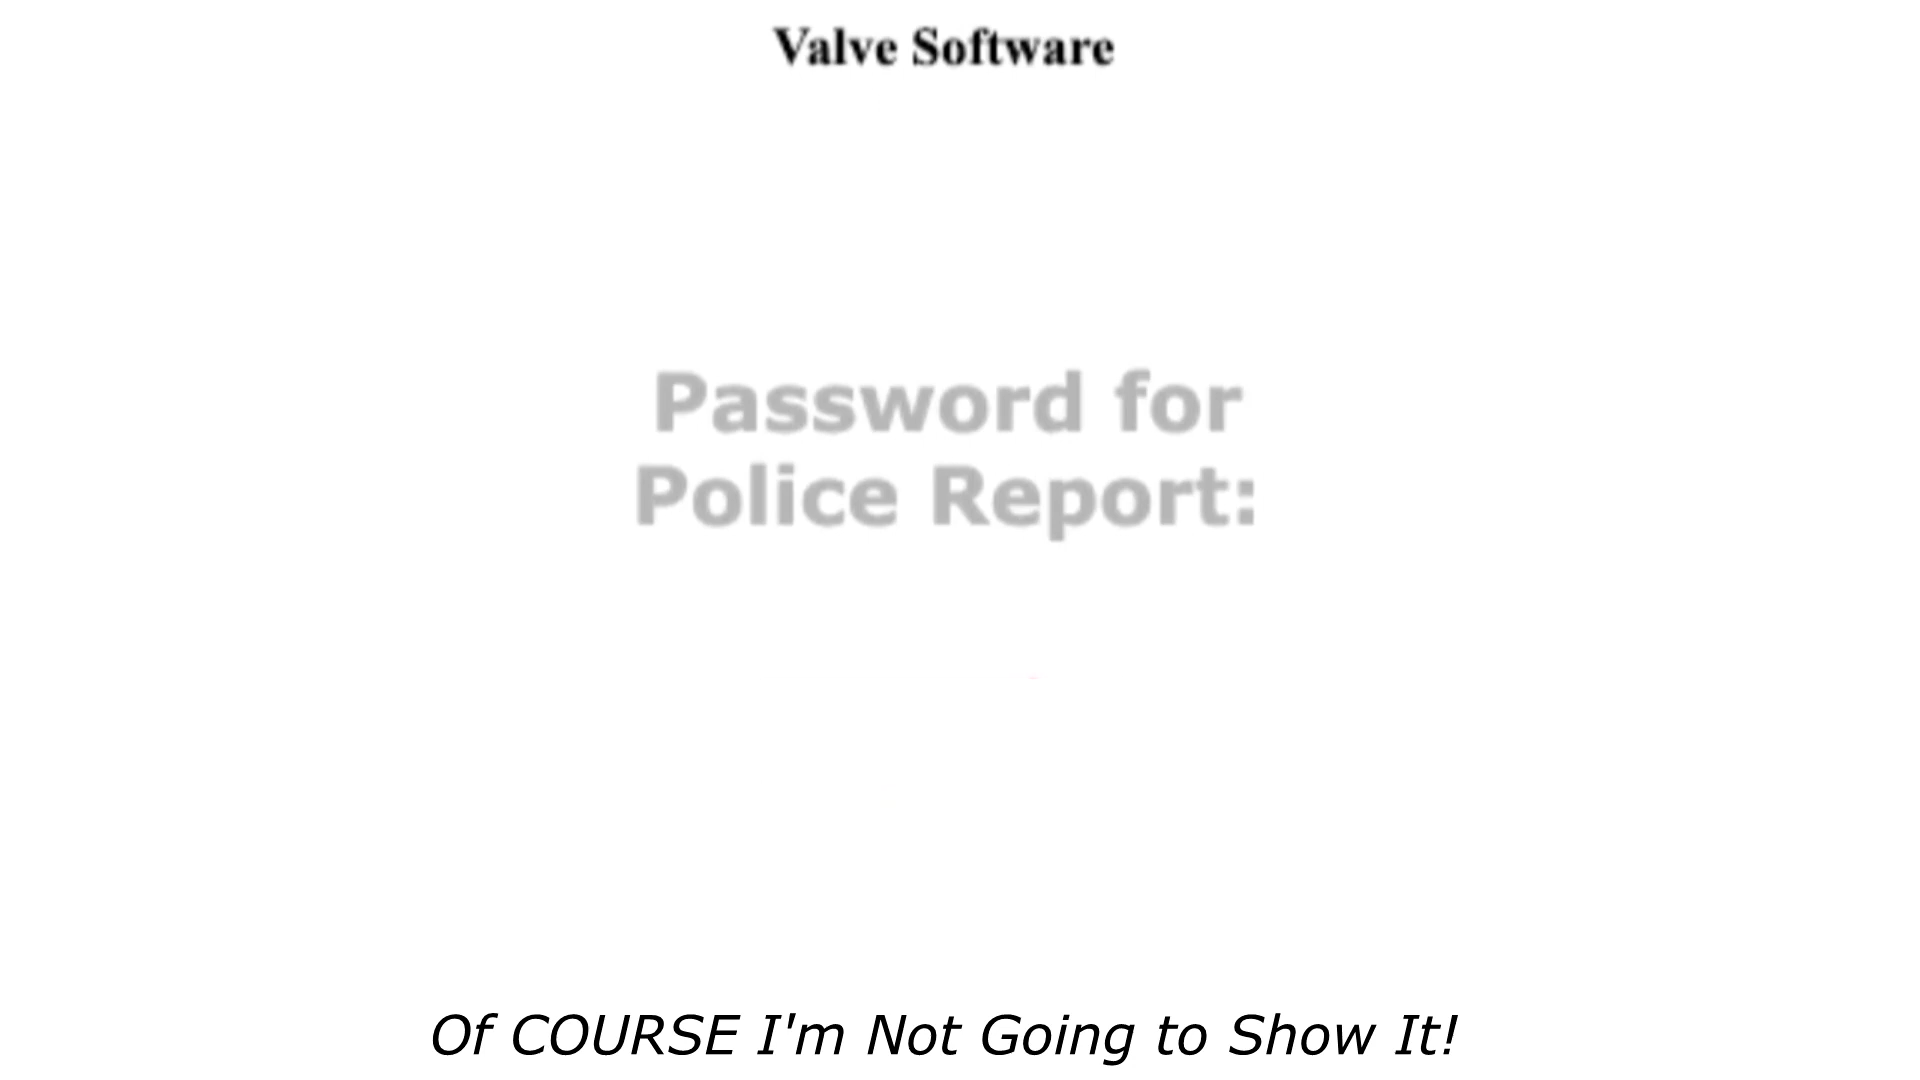 Valve Software
Password for
Police Report:
Of COURSE I'm Not Going to Show It!